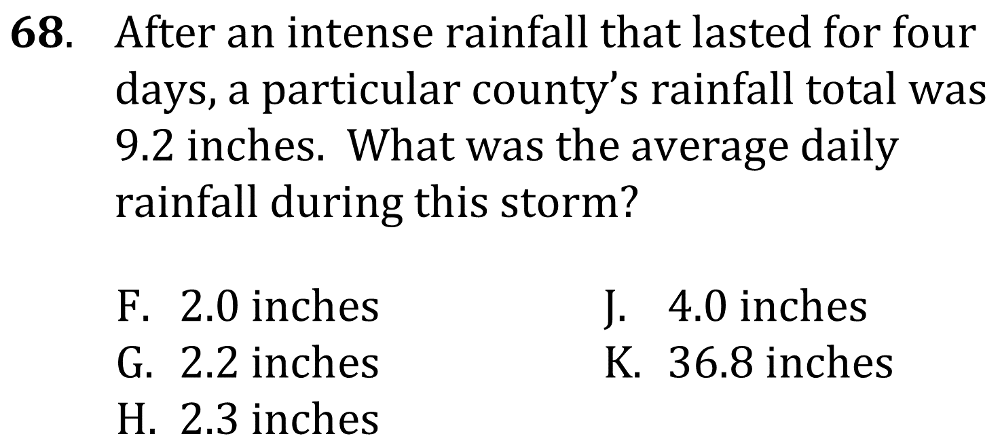 68. After an intense rainfall that lasted for four
days, a particular county’s rainfall total was
9.2 inches. What was the average daily
rainfall during this storm?
F. 2.0 inches J. 4.0 inches
G. 2.2 inches K. 36.8 inches
H. 2.3 inches